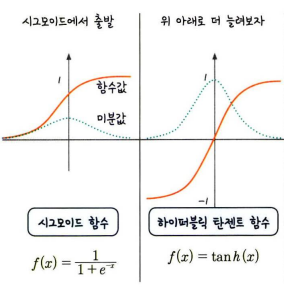 시그모이드에서 출발
1
함숫값
미분값
시그모이드 함수
f(x) = 1 / (1 + e^{-x})
위 아래로 더 늘려보자
1
-1
하이퍼볼릭 탄젠트 함수
f(x) = tanh(x)